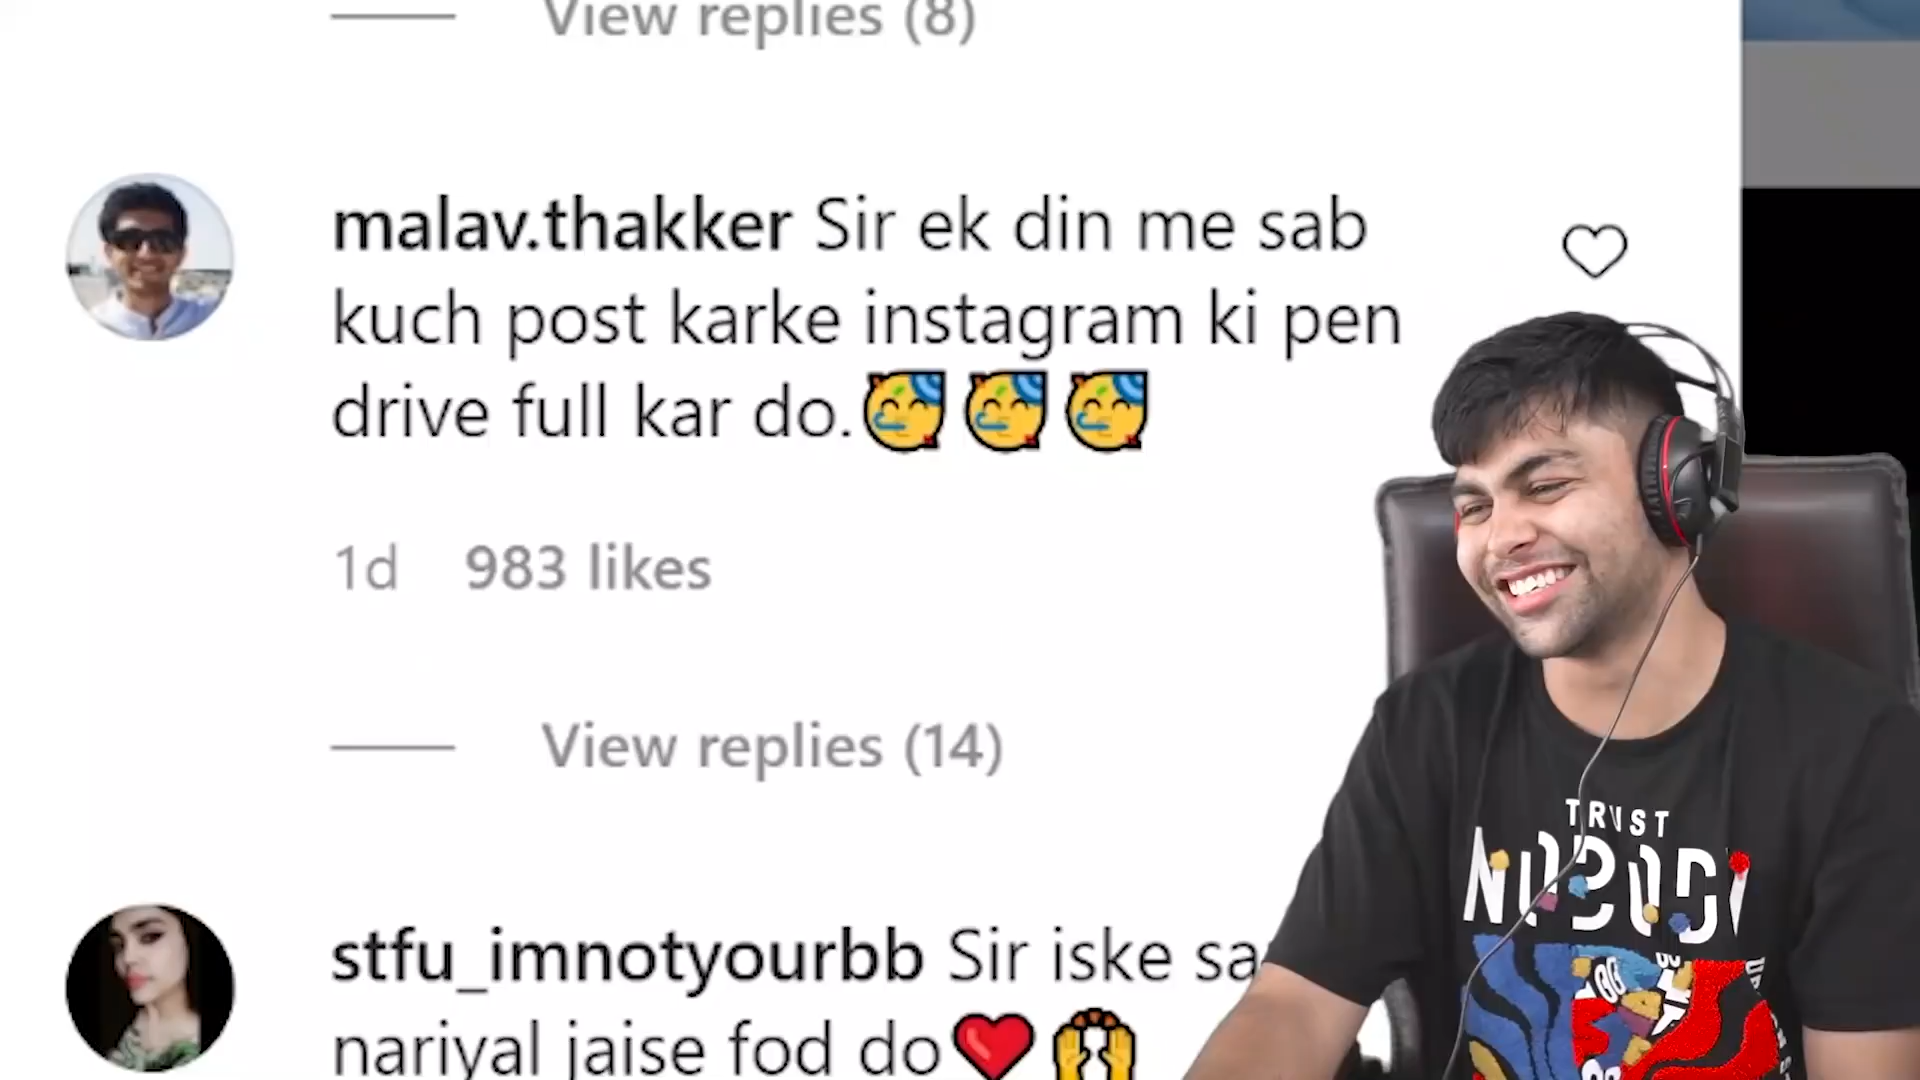 View replies (8)
malav.thakker Sir ek din me sab
kuch post karke instagram ki pen
drive full kar do.🥳🥳🥳
1d 983 likes
View replies (14)
stfu_imnotyourbb Sir iske
nariyal jaise fod do❤️🙌
TRUST
NOBODY